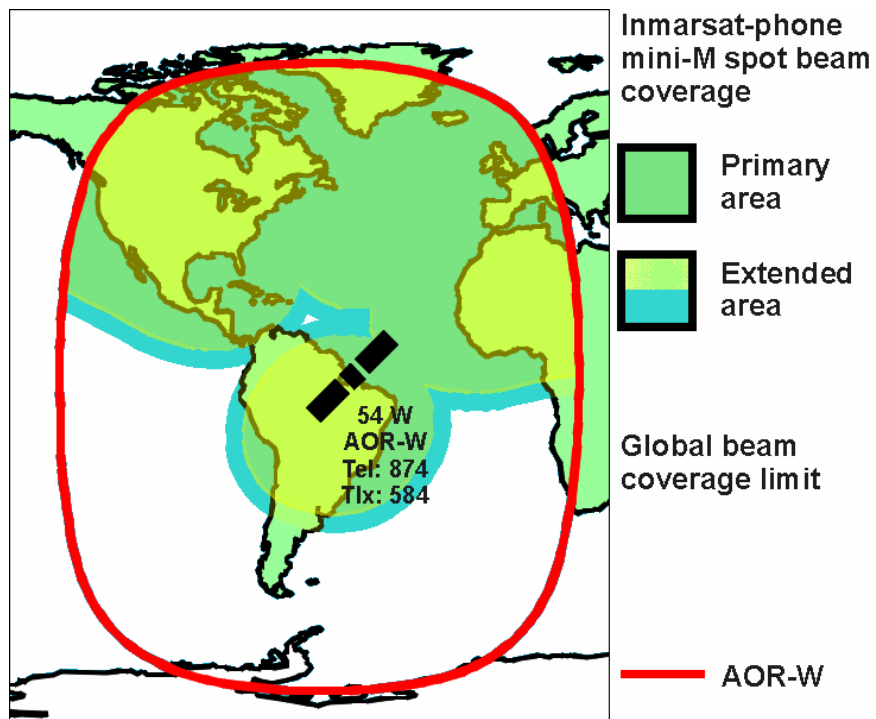 Inmarsat-phone
mini-M spot beam
coverage
Primary
area
Extended
area
54 W
AOR-W
Tel: 874
Tlx: 584
Global beam
coverage limit
AOR-W